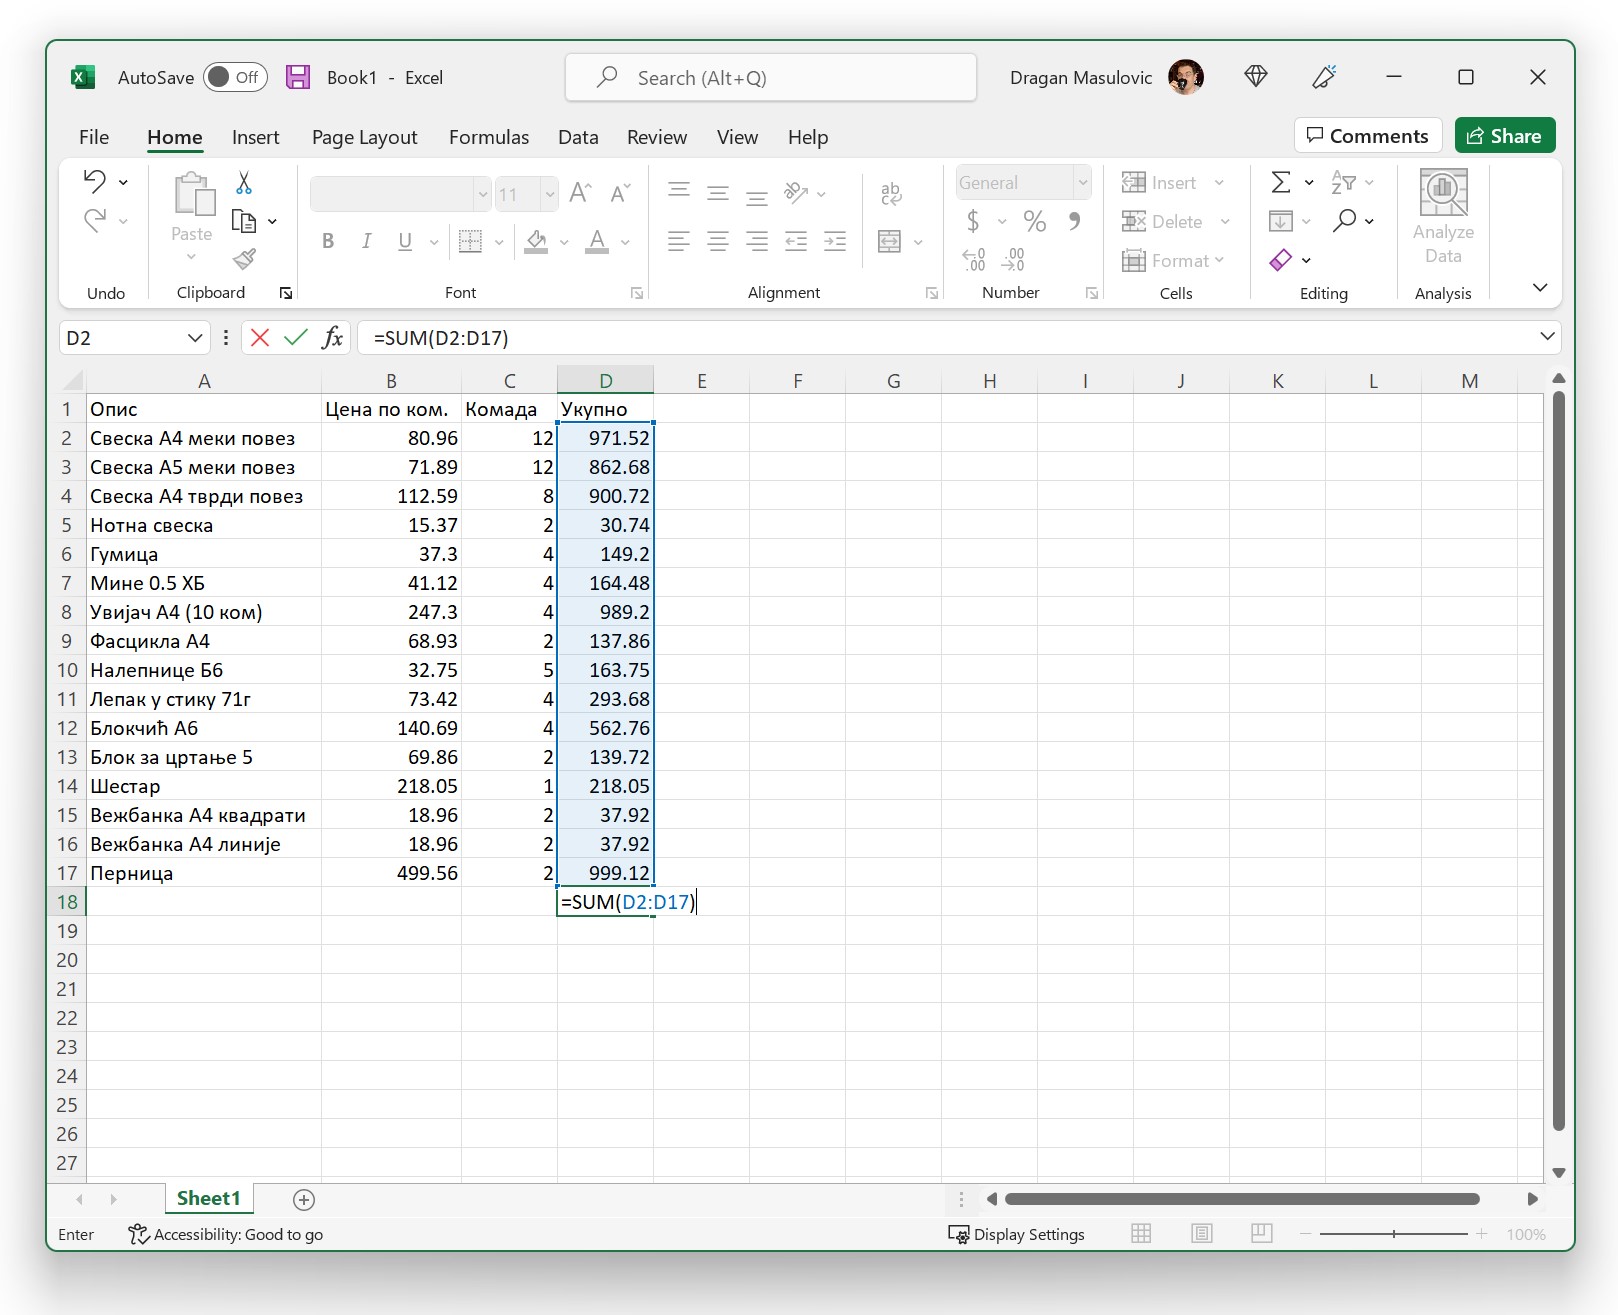 AutoSave Off Book1 - Excel Search (Alt+Q) Dragan Masulovic
File Home Insert Page Layout Formulas Data Review View Help Comments Share
Paste 11 B I U A General $ % Insert Delete Format Analyze Data
Undo Clipboard Font Alignment Number Cells Editing Analysis
D2 fx =SUM(D2:D17)
A B C D E F G H I J K L M
1 Опис Цена по ком. Комада Укупно
2 Свеска А4 меки повез 80.96 12 971.52
3 Свеска А5 меки повез 71.89 12 862.68
4 Свеска А4 тврди повез 112.59 8 900.72
5 Нотна свеска 15.37 2 30.74
6 Гумица 37.3 4 149.2
7 Мине 0.5 ХБ 41.12 4 164.48
8 Увијач А4 (10 ком) 247.3 4 989.2
9 Фасцикла А4 68.93 2 137.86
10 Налепнице Б6 32.75 5 163.75
11 Лепак у стику 71г 73.42 4 293.68
12 Блокчић А6 140.69 4 562.76
13 Блок за цртање 5 69.86 2 139.72
14 Шестар 218.05 1 218.05
15 Вежбанка А4 квадрати 18.96 2 37.92
16 Вежбанка А4 линије 18.96 2 37.92
17 Перница 499.56 2 999.12
18 =SUM(D2:D17)
19
20
21
22
23
24
25
26
27
Sheet1
Enter Accessibility: Good to go Display Settings 100%